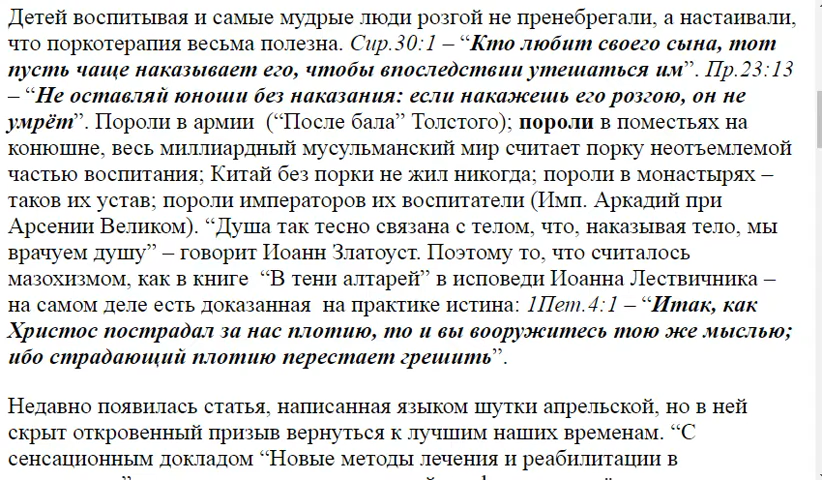 Детей воспитывая и самые мудрые люди розгой не пренебрегали, а настаивали,
что поркотерапия весьма полезна. Сир.30:1 – “Кто любит своего сына, тот
пусть чаще наказывает его, чтобы впоследствии утешаться им”. Пр.23:13
– “Не оставляй юноши без наказания: если накажешь его розгою, он не
умрёт”. Пороли в армии (“После бала” Толстого); пороли в поместьях на
конюшне, весь миллиардный мусульманский мир считает порку неотъемлемой
частью воспитания; Китай без порки не жил никогда; пороли в монастырях –
таков их устав; пороли императоров их воспитатели (Имп. Аркадий при
Арсении Великом). “Душа так тесно связана с телом, что, наказывая тело, мы
врачуем душу” – говорит Иоанн Златоуст. Поэтому то, что считалось
мазохизмом, как в книге “В тени алтарей” в исповеди Иоанна Лествичника –
на самом деле есть доказанная на практике истина: 1Пет.4:1 – “Итак, как
Христос пострадал за нас плотию, то и вы вооружитесь тою же мыслью;
ибо страдающий плотию перестает грешить”.
Недавно появилась статья, написанная языком шутки апрельской, но в ней
скрыт откровенный призыв вернуться к лучшим наших временам. “С
сенсационным докладом “Новые методы лечения и реабилитации в